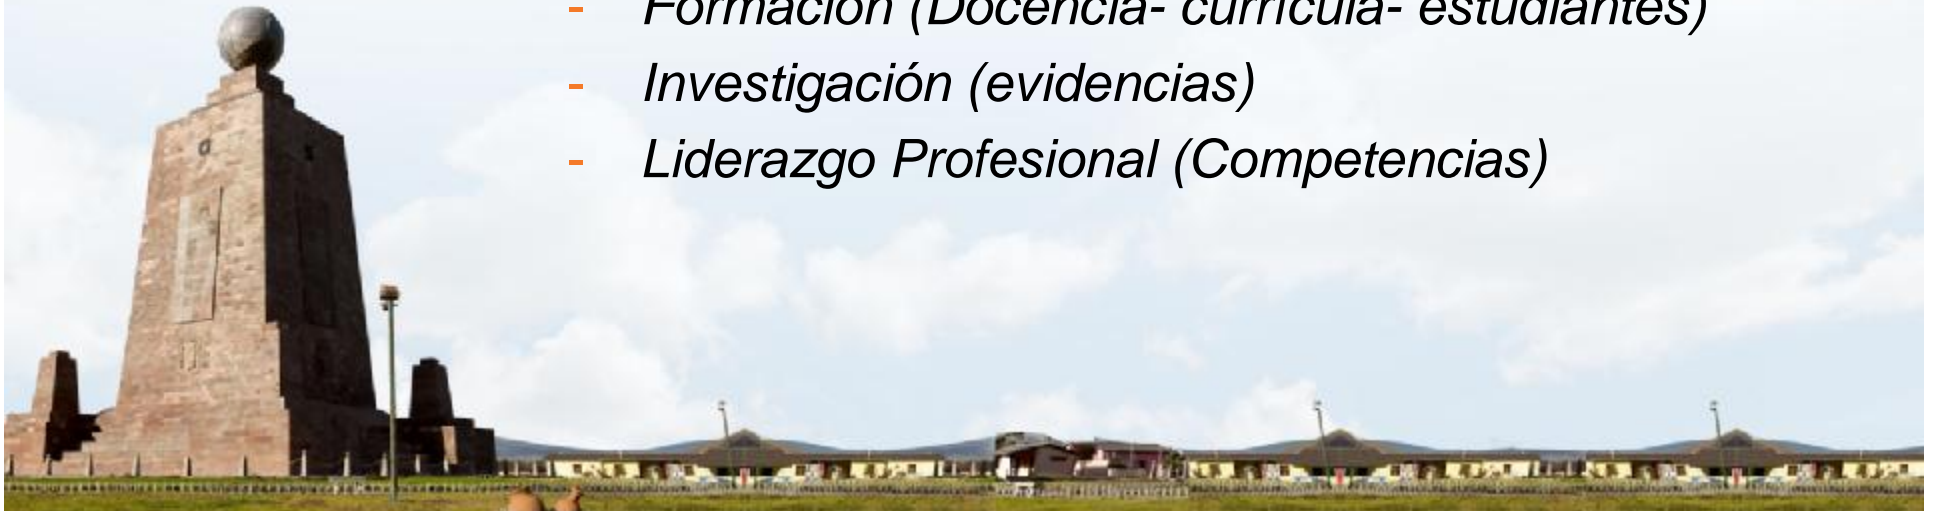 - Formación (Docencia- currícula- estudiantes)
- Investigación (evidencias)
- Liderazgo Profesional (Competencias)